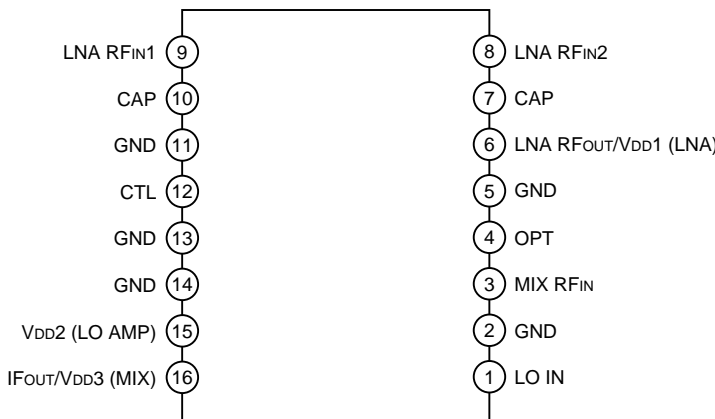 LNA RFIN1 9 8 LNA RFIN2
CAP 10 7 CAP
GND 11 6 LNA RFOUT/VDD1 (LNA)
CTL 12 5 GND
GND 13 4 OPT
GND 14 3 MIX RFIN
VDD2 (LO AMP) 15 2 GND
IFOUT/VDD3 (MIX) 16 1 LO IN